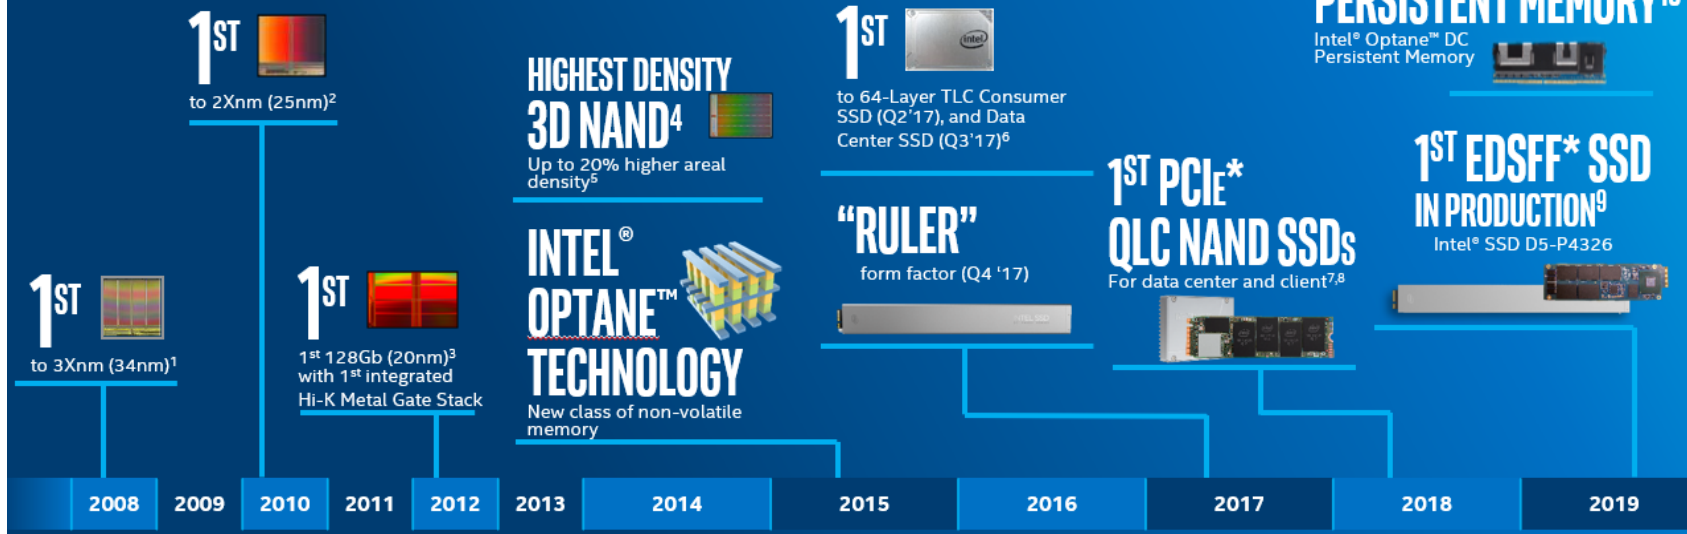 1ST
to 2Xnm (25nm)²
1ST
to 3Xnm (34nm)¹
1ST
1st 128Gb (20nm)³
with 1st integrated
Hi-K Metal Gate Stack
HIGHEST DENSITY
3D NAND4
Up to 20% higher areal
density5
INTEL®
OPTANE™
TECHNOLOGY
New class of non-volatile
memory
1ST
intel
to 64-Layer TLC Consumer
SSD (Q2’17), and Data
Center SSD (Q3’17)6
“RULER”
form factor (Q4 ‘17)
INTEL SSD
1ST PCIe*
QLC NAND SSDs
For data center and client7,8
PERSISTENT MEMORY10
Intel® Optane™ DC
Persistent Memory
1ST EDSFF* SSD
IN PRODUCTION9
Intel® SSD D5-P4326
2008 2009 2010 2011 2012 2013 2014 2015 2016 2017 2018 2019